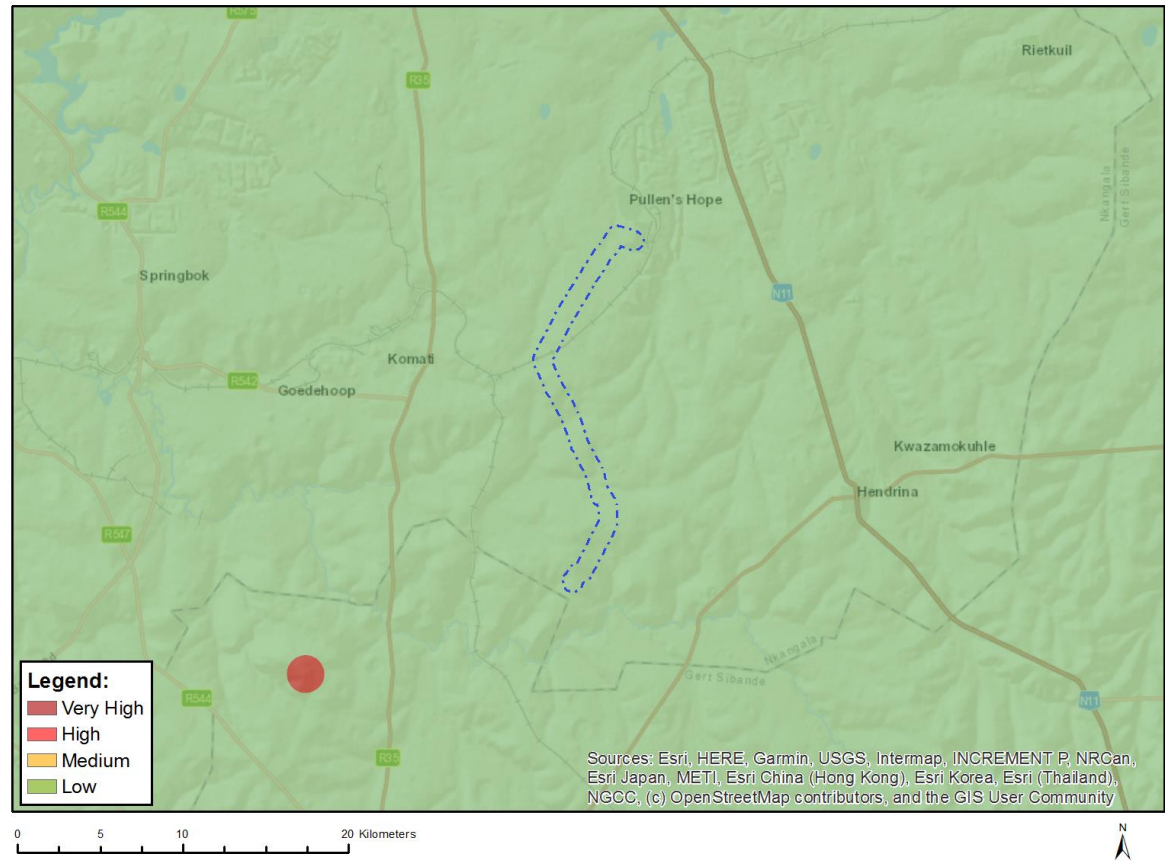 R575
Rietkuil
R35
Nkangala
Gert Sibande
Pullen's Hope
R544
Springbok
N11
Komati
R542
Goedehoop
Kwazamokuhle
Hendrina
R547
Nkangala
Gert Sibande
R544
N11
R35
Legend:
Very High
High
Medium
Low
Sources: Esri, HERE, Garmin, USGS, Intermap, INCREMENT P, NRCan,
Esri Japan, METI, Esri China (Hong Kong), Esri Korea, Esri (Thailand),
NGCC, (c) OpenStreetMap contributors, and the GIS User Community
0 5 10 20 Kilometers
N